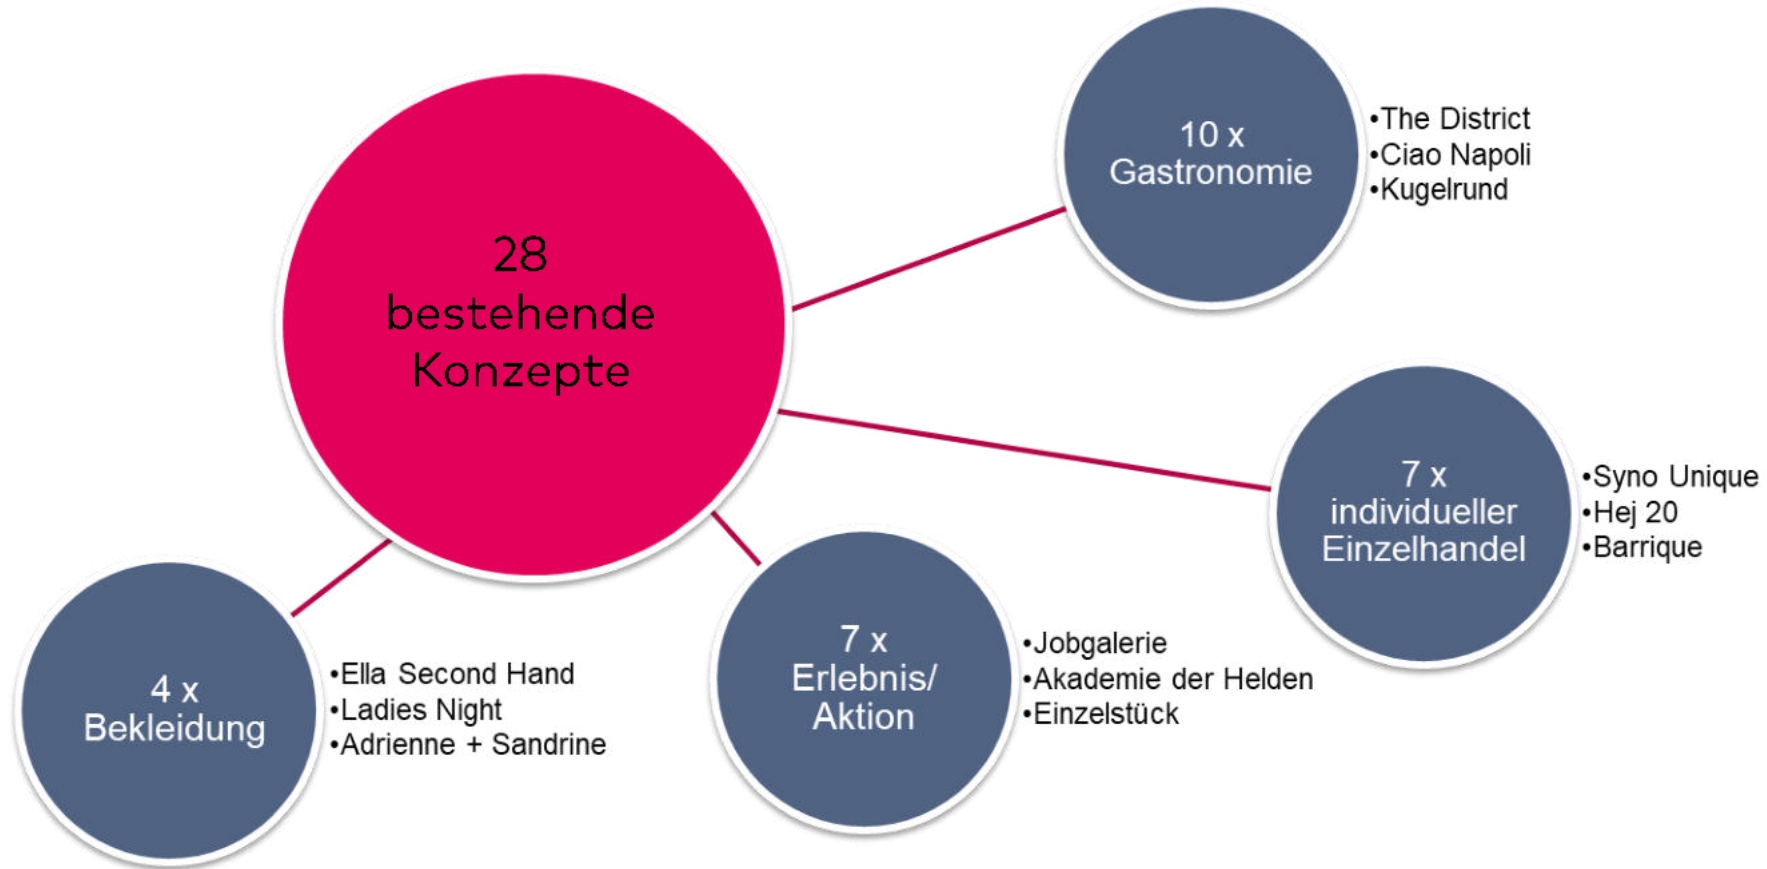 28
bestehende
Konzepte
10 x
Gastronomie
•The District
•Ciao Napoli
•Kugelrund
7 x
individueller
Einzelhandel
•Syno Unique
•Hej 20
•Barrique
7 x
Erlebnis/
Aktion
•Jobgalerie
•Akademie der Helden
•Einzelstück
4 x
Bekleidung
•Ella Second Hand
•Ladies Night
•Adrienne + Sandrine